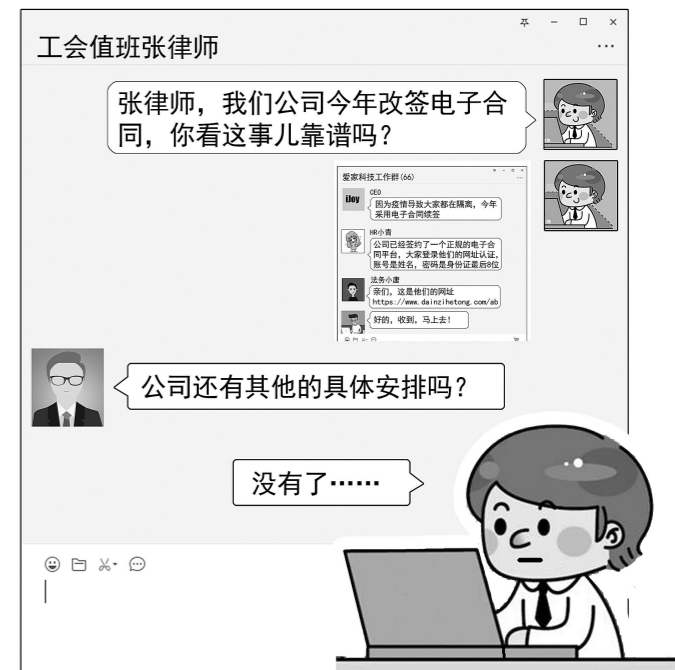 工会值班张律师
张律师，我们公司今年改签电子合
同，你看这事儿靠谱吗？
爱家科技工作群(66)
CEO
iJoy
因为疫情导致大家都在隔离，今年
采用电子合同续签
HR小青
公司已经签约了一个正规的电子合
同平台，大家登录他们的网址认证，
账号是姓名，密码是身份证最后8位
法务小唐
亲们，这是他们的网址
https://www.dainzihetong.com/ab
好的，收到，马上去！
公司还有其他的具体安排吗？
没有了……